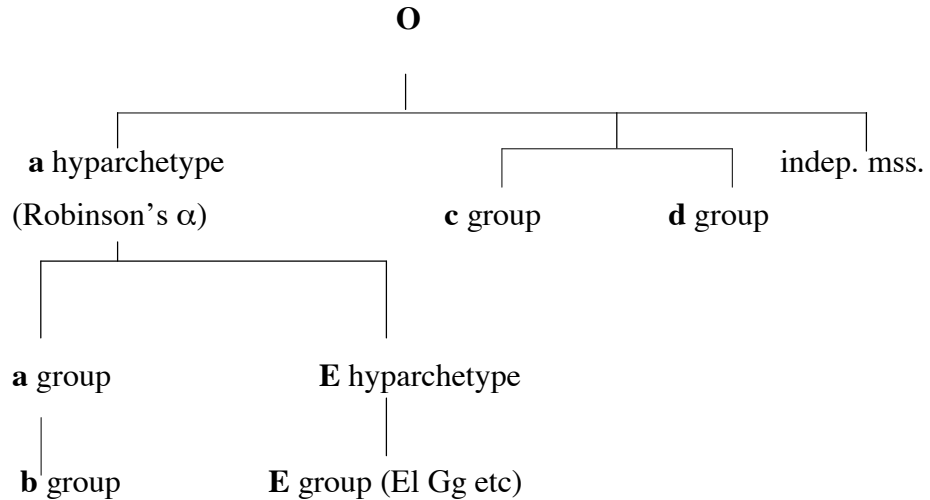 O
a hyparchetype
(Robinson’s α)
indep. mss.
c group
d group
a group
E hyparchetype
b group
E group (El Gg etc)